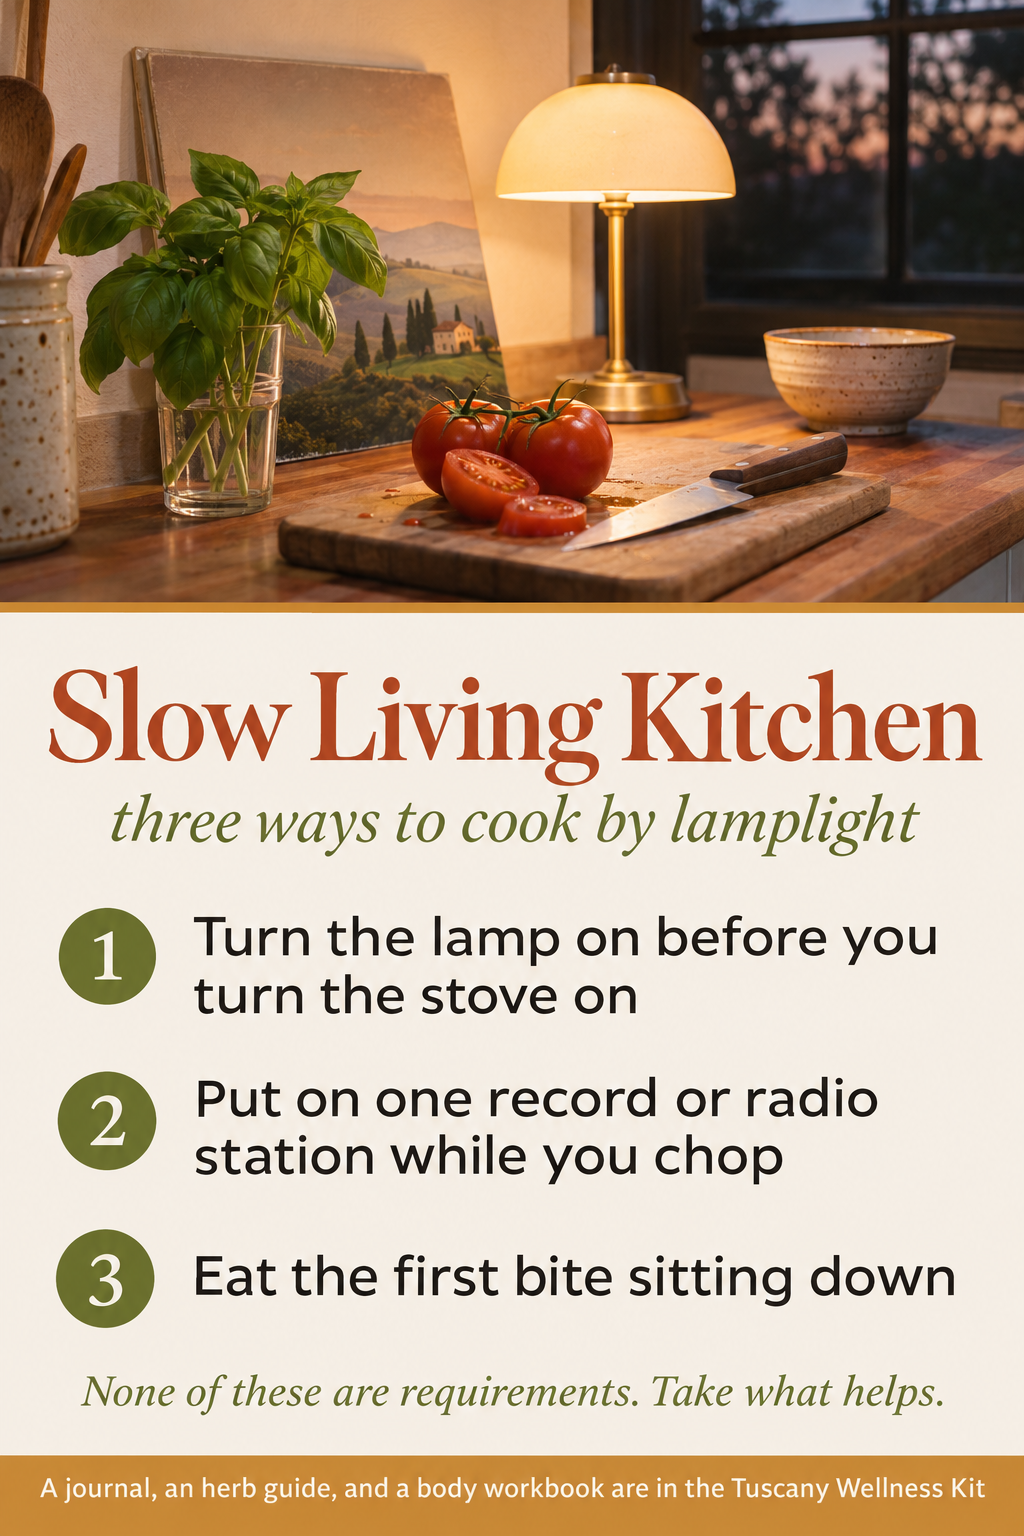 Slow Living Kitchen
three ways to cook by lamplight
1
Turn the lamp on before you
turn the stove on
2
Put on one record or radio
station while you chop
3
Eat the first bite sitting down
None of these are requirements. Take what helps.
A journal, an herb guide, and a body workbook are in the Tuscany Wellness Kit